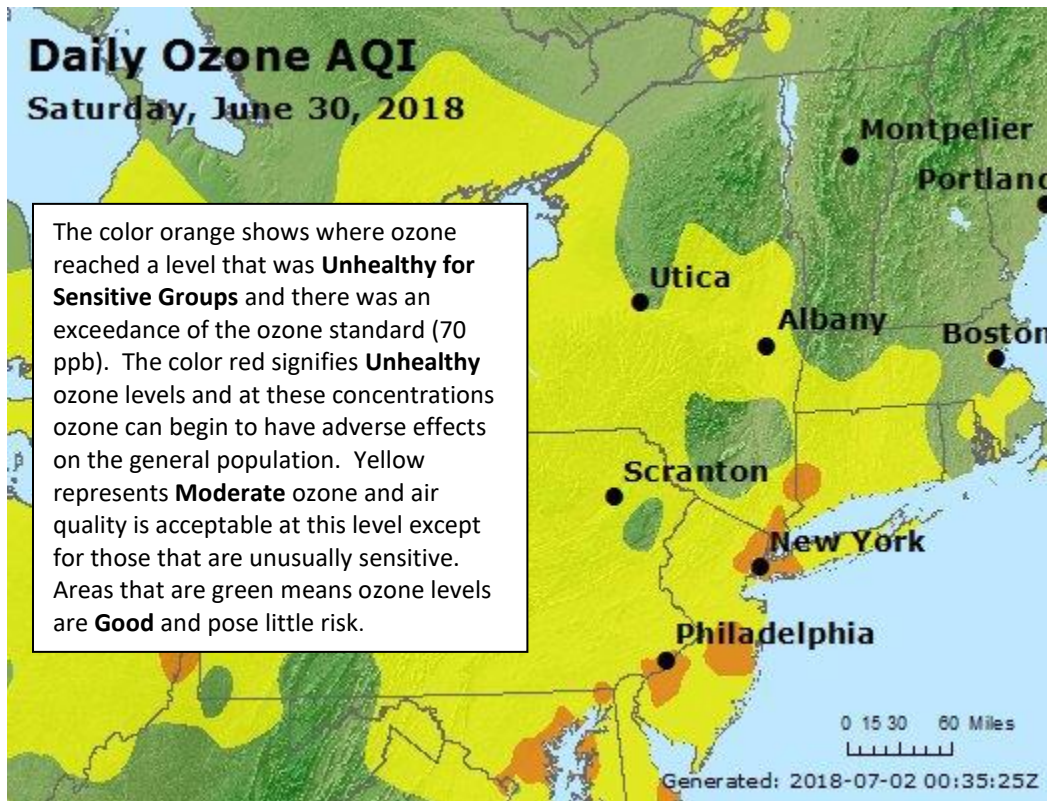 Daily Ozone AQI
Saturday, June 30, 2018
Montpelier
Portland
The color orange shows where ozone
reached a level that was Unhealthy for
Sensitive Groups and there was an
exceedance of the ozone standard (70
ppb).  The color red signifies Unhealthy
ozone levels and at these concentrations
ozone can begin to have adverse effects
on the general population.  Yellow
represents Moderate ozone and air
quality is acceptable at this level except
for those that are unusually sensitive.
Areas that are green means ozone levels
are Good and pose little risk.
Utica
Albany
Boston
Scranton
New York
Philadelphia
0 15 30 60 Miles
Generated: 2018-07-02 00:35:25Z